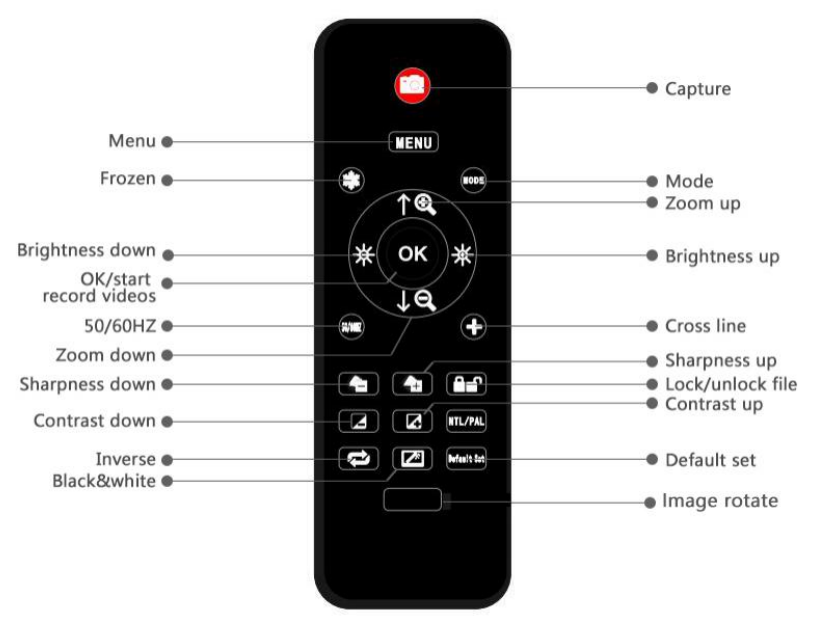 Capture
Menu
MENU
Frozen
MODE
Mode
Zoom up
Brightness down
OK
Brightness up
OK/start
record videos
50/60HZ
Cross line
Zoom down
Sharpness up
Sharpness down
Lock/unlock file
Contrast up
Contrast down
NTL/PAL
Inverse
Default Set
Default set
Black&white
Image rotate